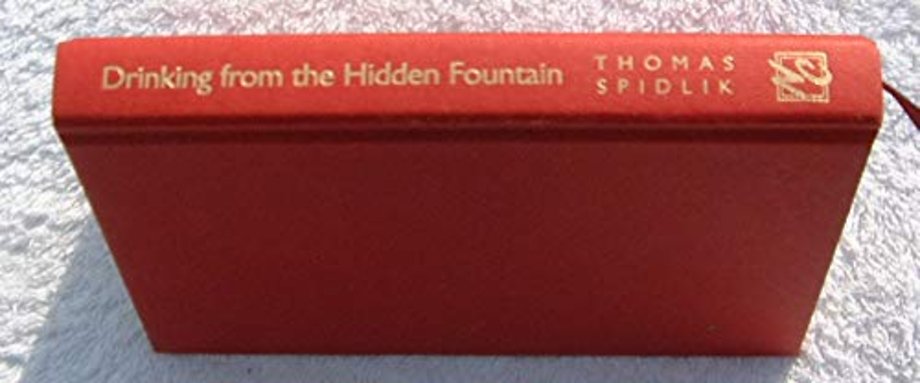 Drinking from the Hidden Fountain
THOMAS
SPIDLIK